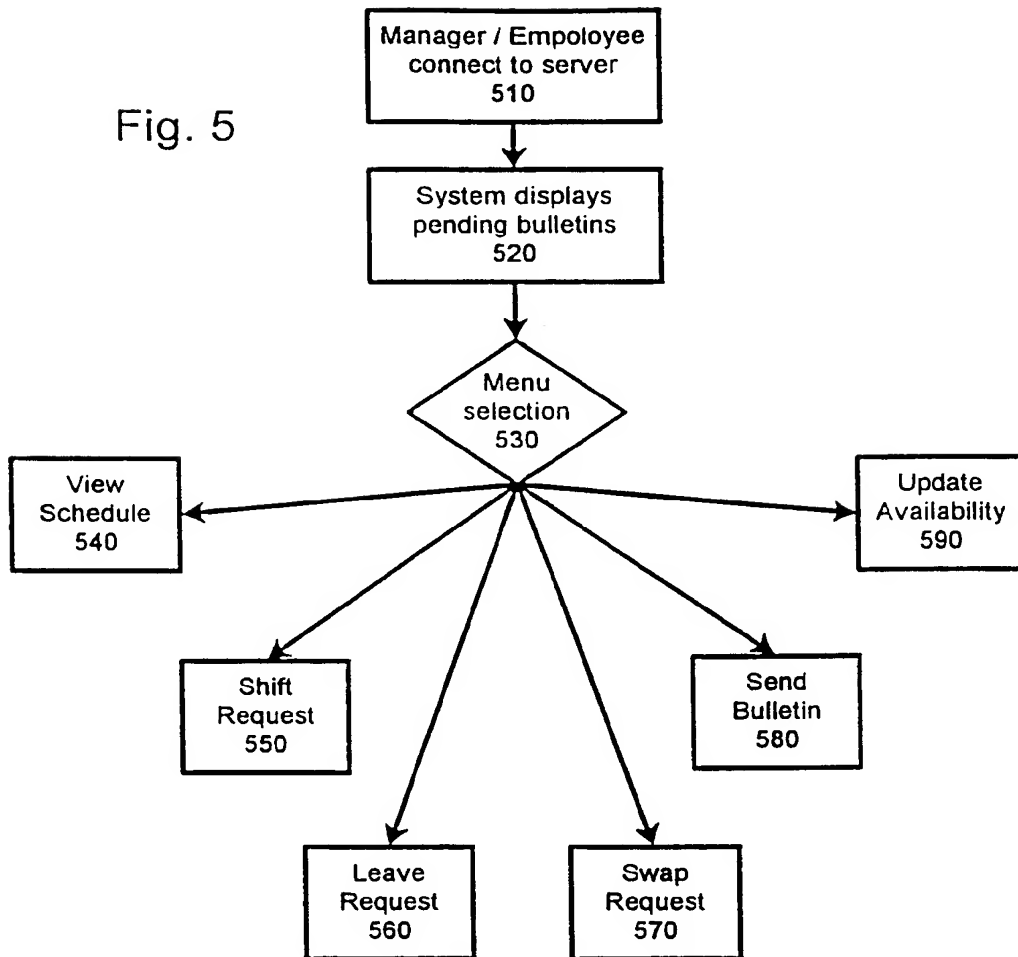 Fig. 5
Manager / Empoloyee
connect to server
510
System displays
pending bulletins
520
Menu
selection
530
View
Schedule
540
Update
Availability
590
Shift
Request
550
Send
Bulletin
580
Leave
Request
560
Swap
Request
570